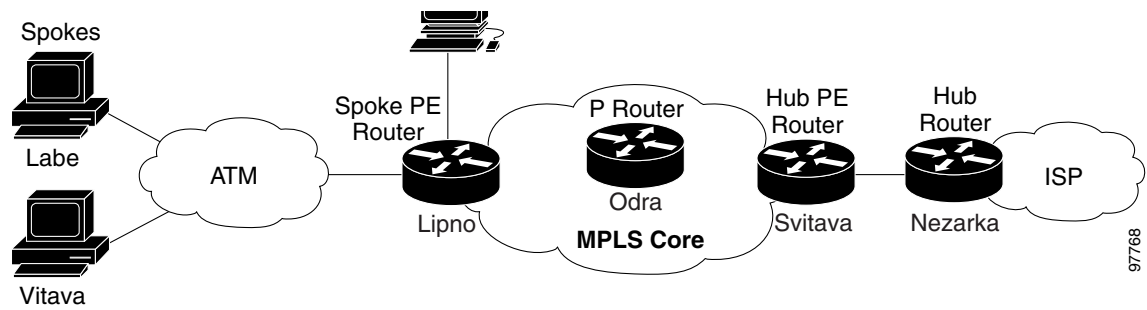 Spokes
Labe
Vitava
ATM
Spoke PE
Router
Lipno
P Router
Odra
MPLS Core
Hub PE
Router
Svitava
Hub
Router
Nezarka
ISP
97768